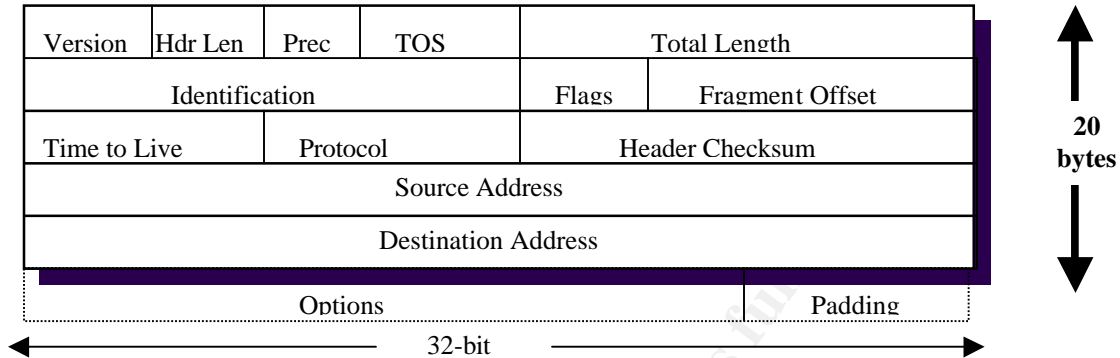 Version Hdr Len Prec TOS Total Length
Identification Flags Fragment Offset
Time to Live Protocol Header Checksum
Source Address
Destination Address
Options Padding
32-bit
20
bytes